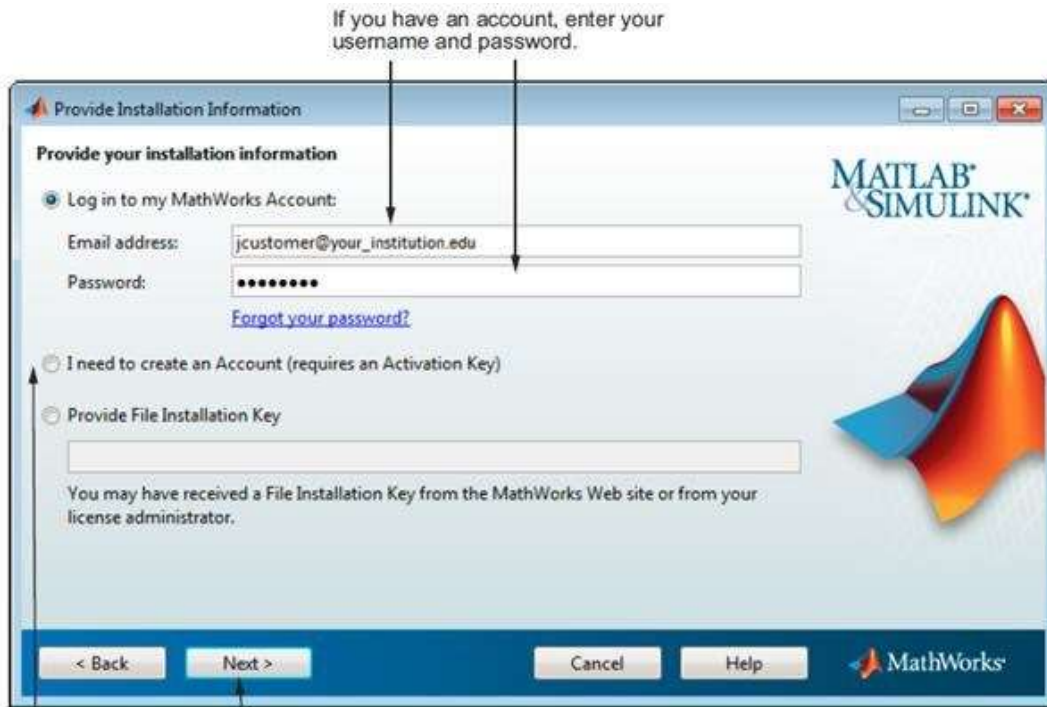 If you have an account, enter your
username and password.
Provide Installation Information
Provide your installation information
MATLAB®
&SIMULINK®
Log in to my MathWorks Account:
Email address: jcustomer@your_institution.edu
Password: ●●●●●●●●
Forgot your password?
I need to create an Account (requires an Activation Key)
Provide File Installation Key
You may have received a File Installation Key from the MathWorks Web site or from your
license administrator.
< Back Next > Cancel Help MathWorks®